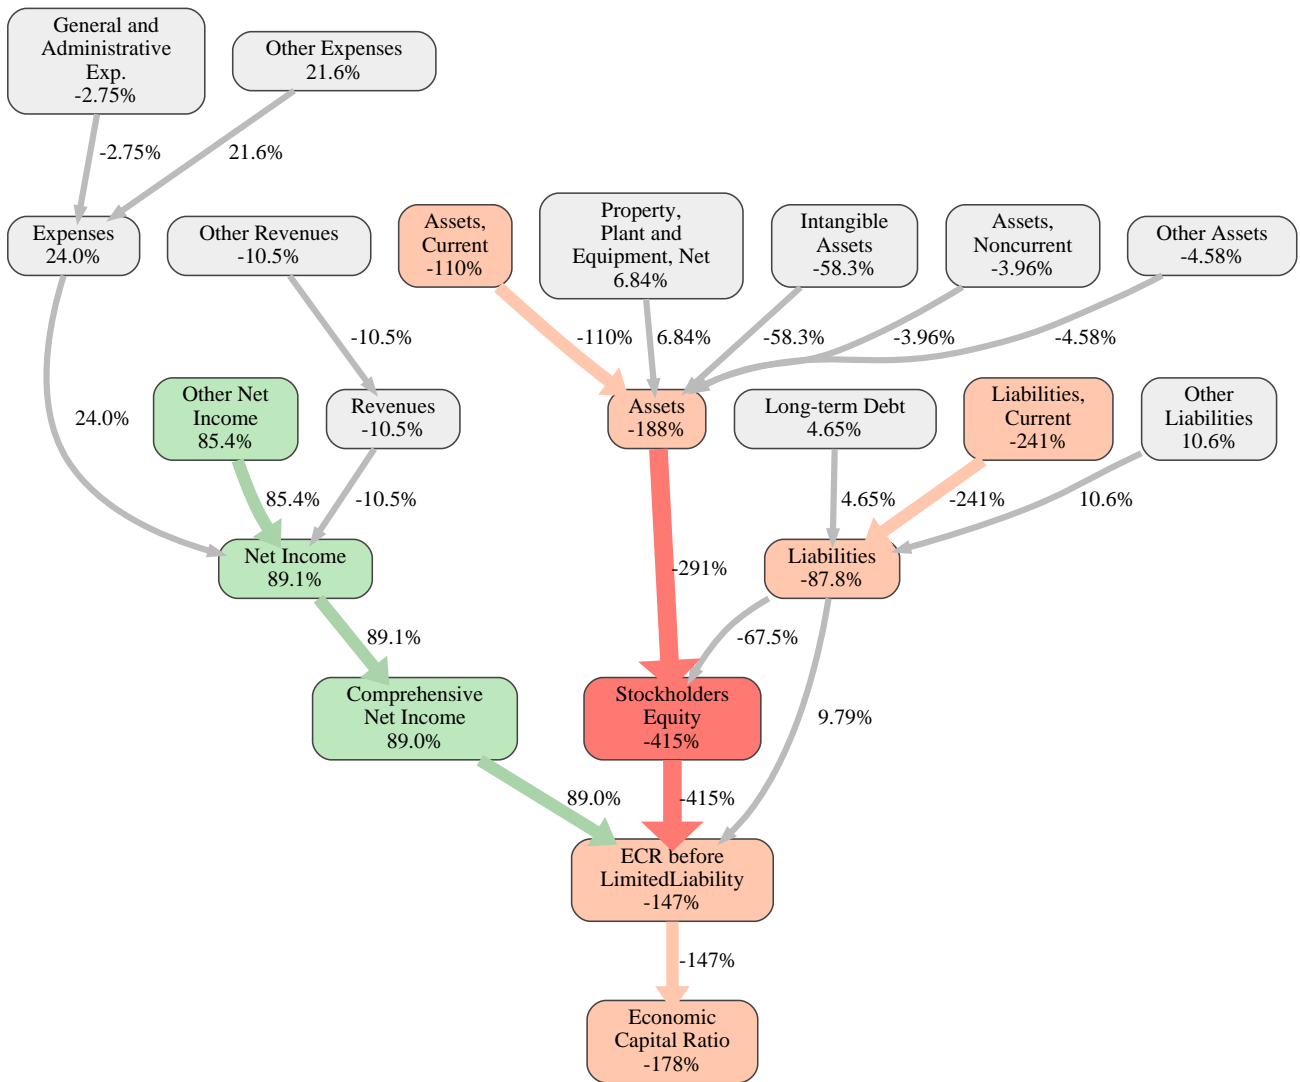 General and
Administrative
Exp.
-2.75%
Other Expenses
21.6%
-2.75%
21.6%
Expenses
24.0%
Other Revenues
-10.5%
Assets,
Current
-110%
Property,
Plant and
Equipment, Net
6.84%
Intangible
Assets
-58.3%
Assets,
Noncurrent
-3.96%
Other Assets
-4.58%
-10.5%
-110%
6.84%
-58.3%
-3.96%
-4.58%
24.0%
Other Net
Income
85.4%
Revenues
-10.5%
Assets
-188%
Long-term Debt
4.65%
Liabilities,
Current
-241%
Other
Liabilities
10.6%
85.4%
-10.5%
4.65%
-241%
10.6%
Net Income
89.1%
-291%
Liabilities
-87.8%
89.1%
-67.5%
Comprehensive
Net Income
89.0%
Stockholders
Equity
-415%
9.79%
89.0%
-415%
ECR before
LimitedLiability
-147%
-147%
Economic
Capital Ratio
-178%